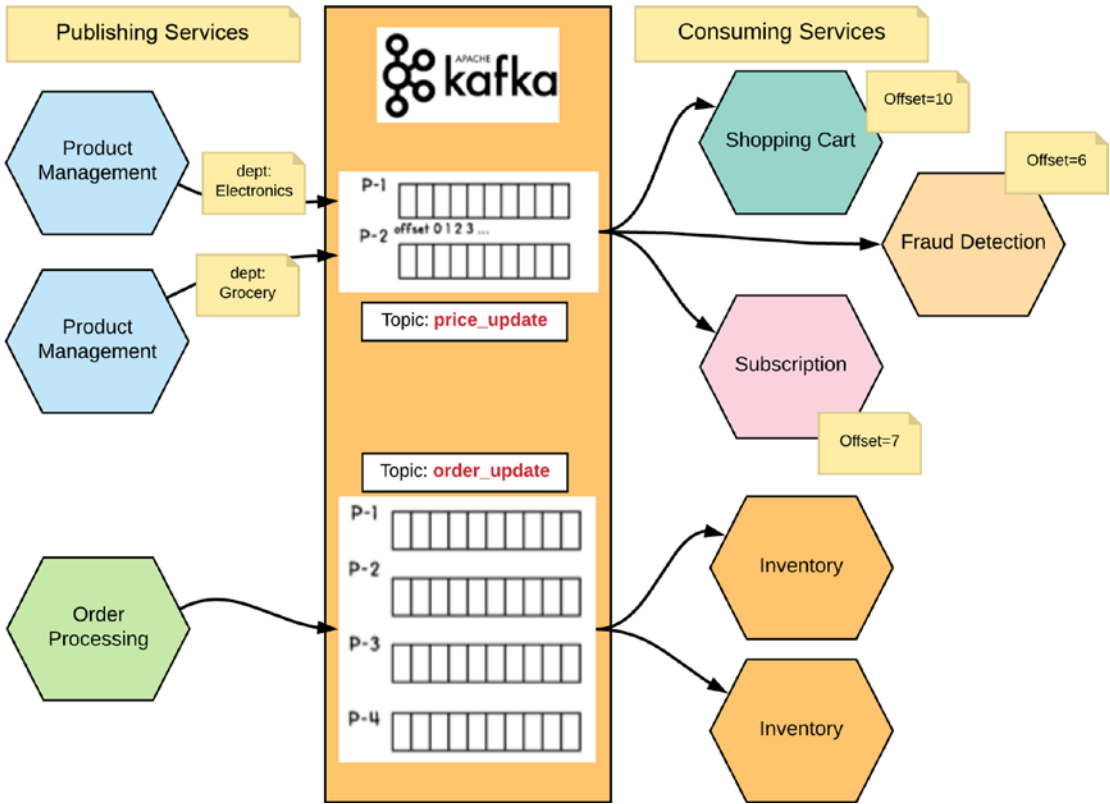 Publishing Services
APACHE
kafka
Consuming Services
Product
Management
dept:
Electronics
Product
Management
dept:
Grocery
P-1
P-2 offset 0 1 2 3 ...
Topic: price_update
Shopping Cart
Offset=10
Fraud Detection
Offset=6
Subscription
Offset=7
Order
Processing
Topic: order_update
P-1
P-2
P-3
P-4
Inventory
Inventory